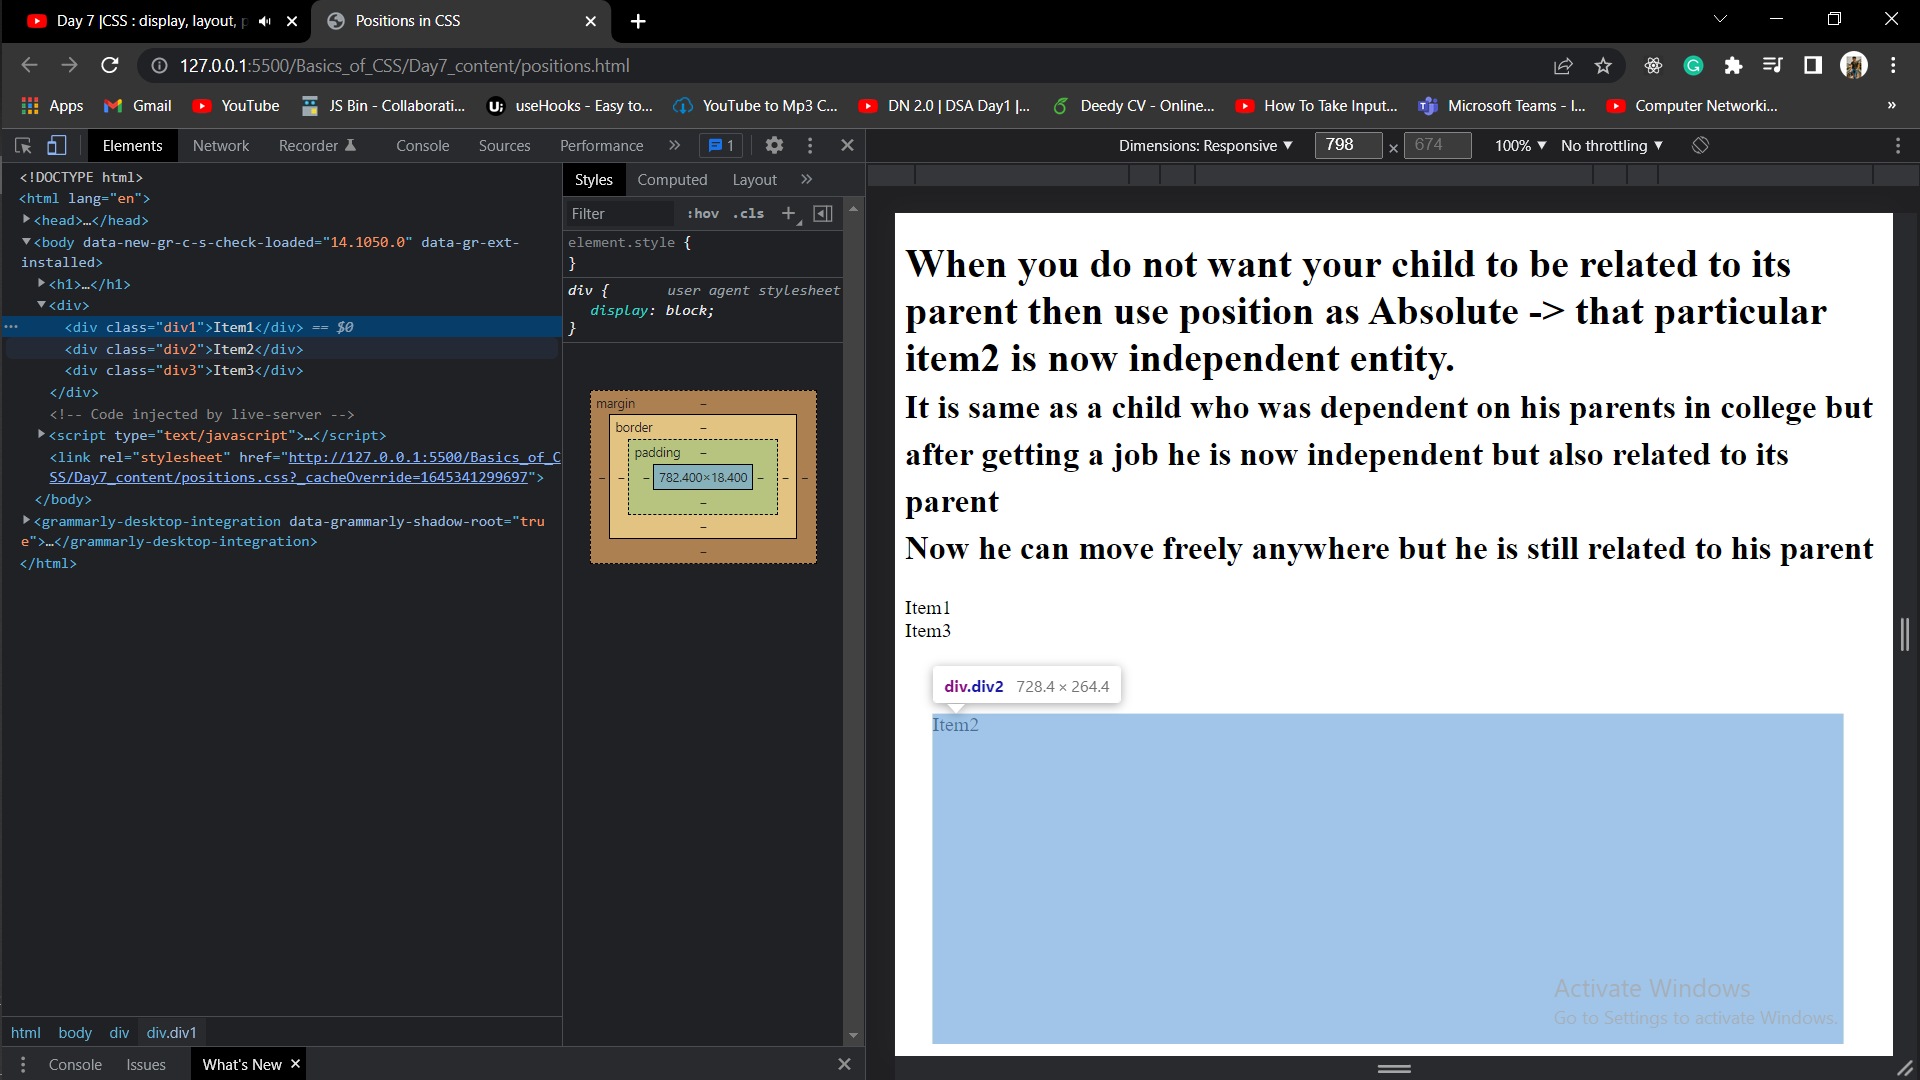 Day 7 |CSS : display, layout, p
Positions in CSS
127.0.0.1:5500/Basics_of_CSS/Day7_content/positions.html
Apps
Gmail
YouTube
JS Bin - Collaborati...
useHooks - Easy to...
YouTube to Mp3 C...
DN 2.0 | DSA Day1 |...
Deedy CV - Online...
How To Take Input...
Microsoft Teams - I...
Computer Networki...
»
Elements
Network
Recorder
Console
Sources
Performance
»
1
Dimensions: Responsive ▼
798
×
674
100% ▼
No throttling ▼
<!DOCTYPE html>
<html lang="en">
<head>…</head>
<body data-new-gr-c-s-check-loaded="14.1050.0" data-gr-ext-
installed>
<h1>…</h1>
<div>
<div class="div1">Item1</div> == $0
<div class="div2">Item2</div>
<div class="div3">Item3</div>
</div>
<!-- Code injected by live-server -->
<script type="text/javascript">…</script>
<link rel="stylesheet" href="http://127.0.0.1:5500/Basics_of_C
SS/Day7_content/positions.css?_cacheOverride=1645341299697">
</body>
<grammarly-desktop-integration data-grammarly-shadow-root="tru
e">…</grammarly-desktop-integration>
</html>
html
body
div
div.div1
Styles
Computed
Layout
»
Filter
:hov
.cls
+
element.style {
}
div {
user agent stylesheet
display: block;
}
margin
–
border
–
padding
–
– – – 782.400×18.400 – – –
–
–
–
Console
Issues
What's New
When you do not want your child to be related to its
parent then use position as Absolute -> that particular
item2 is now independent entity.
It is same as a child who was dependent on his parents in college but
after getting a job he is now independent but also related to its
parent
Now he can move freely anywhere but he is still related to his parent
Item1
Item3
div.div2 728.4 × 264.4
Item2
Activate Windows
Go to Settings to activate Windows.